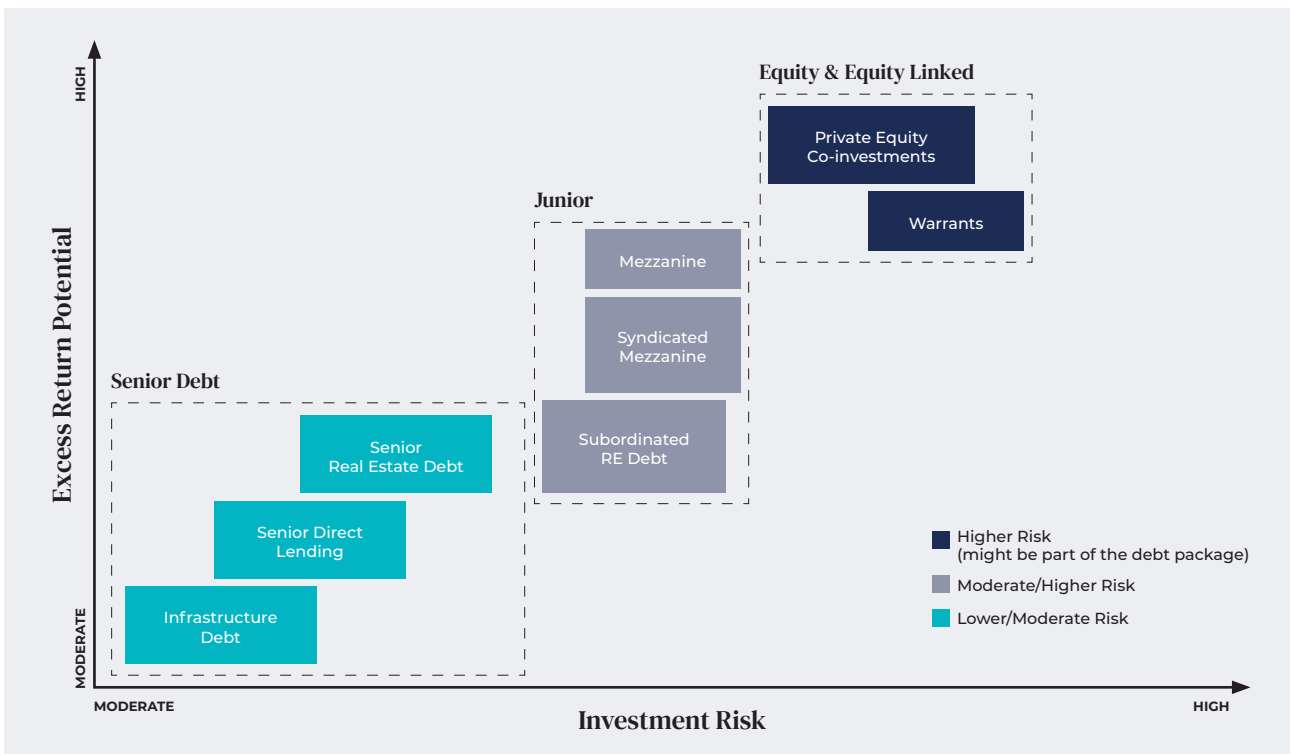 HIGH
Excess Return Potential
MODERATE
Equity & Equity Linked
Private Equity
Co-investments
Warrants
Junior
Mezzanine
Syndicated
Mezzanine
Subordinated
RE Debt
Senior Debt
Senior
Real Estate Debt
Senior Direct
Lending
Infrastructure
Debt
Higher Risk
(might be part of the debt package)
Moderate/Higher Risk
Lower/Moderate Risk
MODERATE
Investment Risk
HIGH